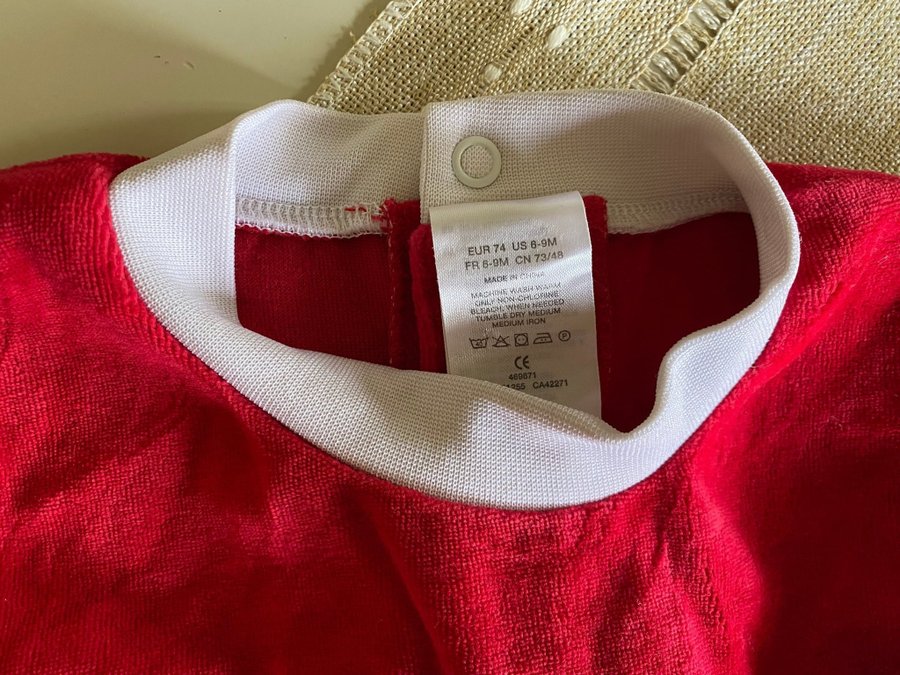 EUR 74 US 6-9M
FR 6-9M CN 73/48
MADE IN CHINA
MACHINE WASH WARM
ONLY NON-CHLORINE
BLEACH, WHEN NEEDED
TUMBLE DRY MEDIUM
MEDIUM IRON
P
CE
469871
1255 CA42271